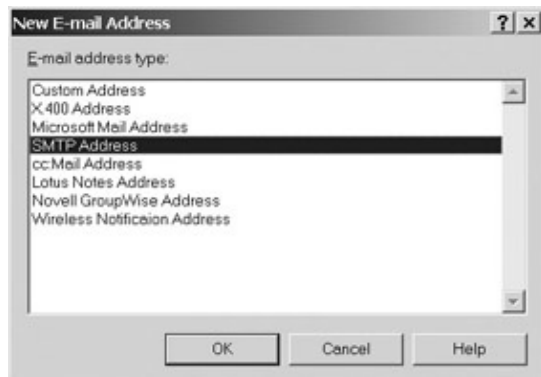 New E-mail Address
E-mail address type:
Custom Address
X.400 Address
Microsoft Mail Address
SMTP Address
cc:Mail Address
Lotus Notes Address
Novell GroupWise Address
Wireless Notificaion Address
OK Cancel Help